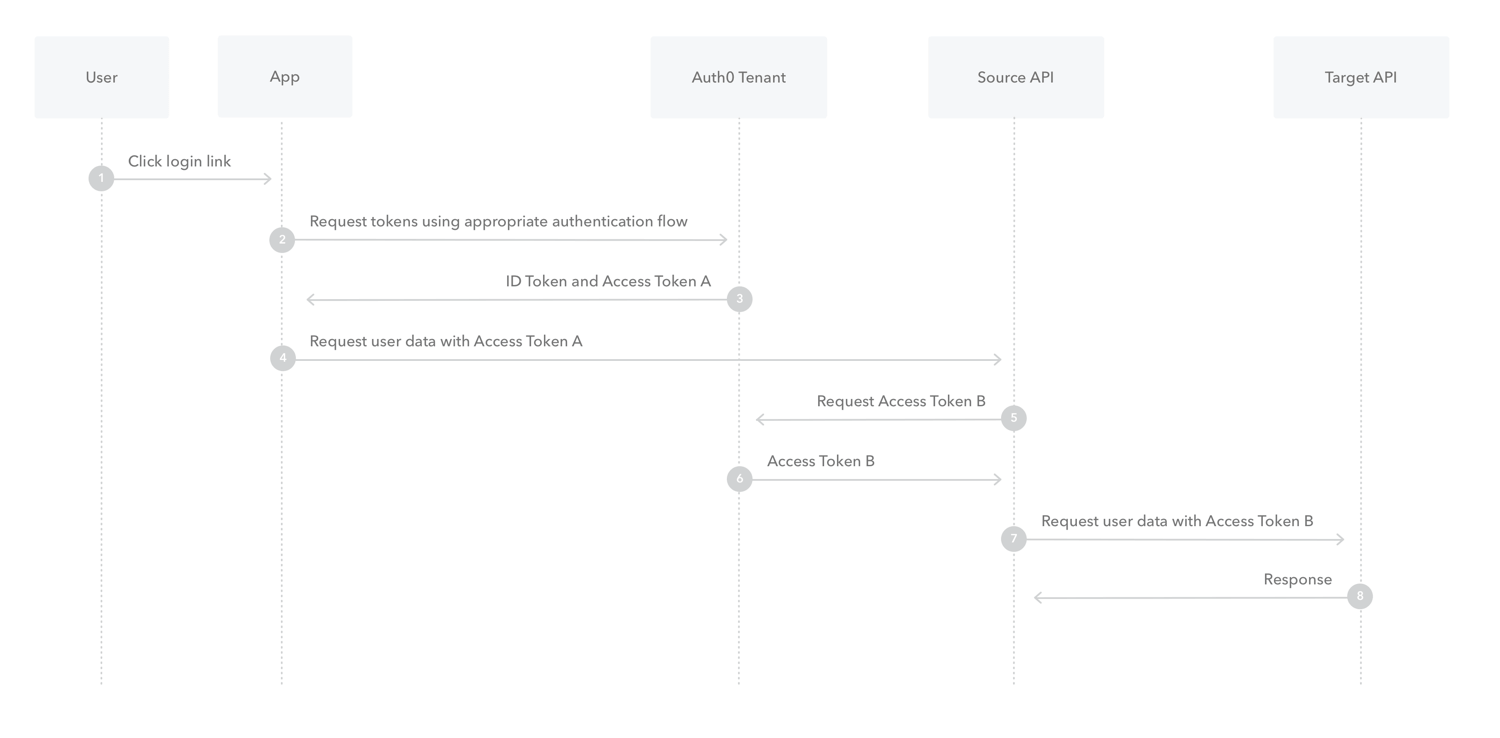 User
App
Auth0 Tenant
Source API
Target API
Click login link
1
Request tokens using appropriate authentication flow
2
ID Token and Access Token A
3
Request user data with Access Token A
4
Request Access Token B
5
Access Token B
6
Request user data with Access Token B
7
Response
8